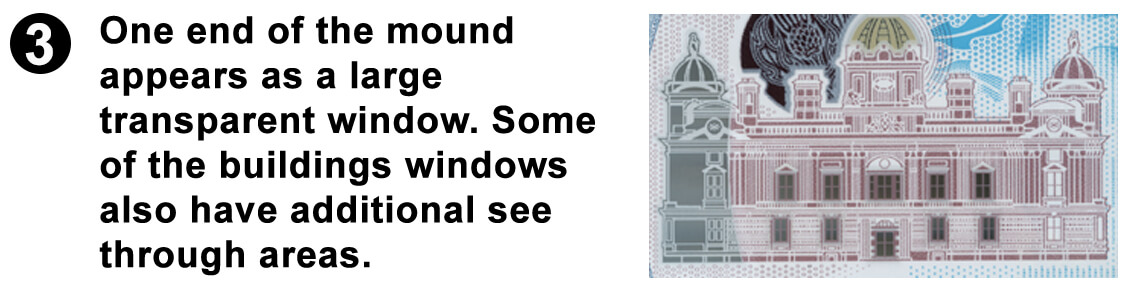 3
One end of the mound
appears as a large
transparent window. Some
of the buildings windows
also have additional see
through areas.